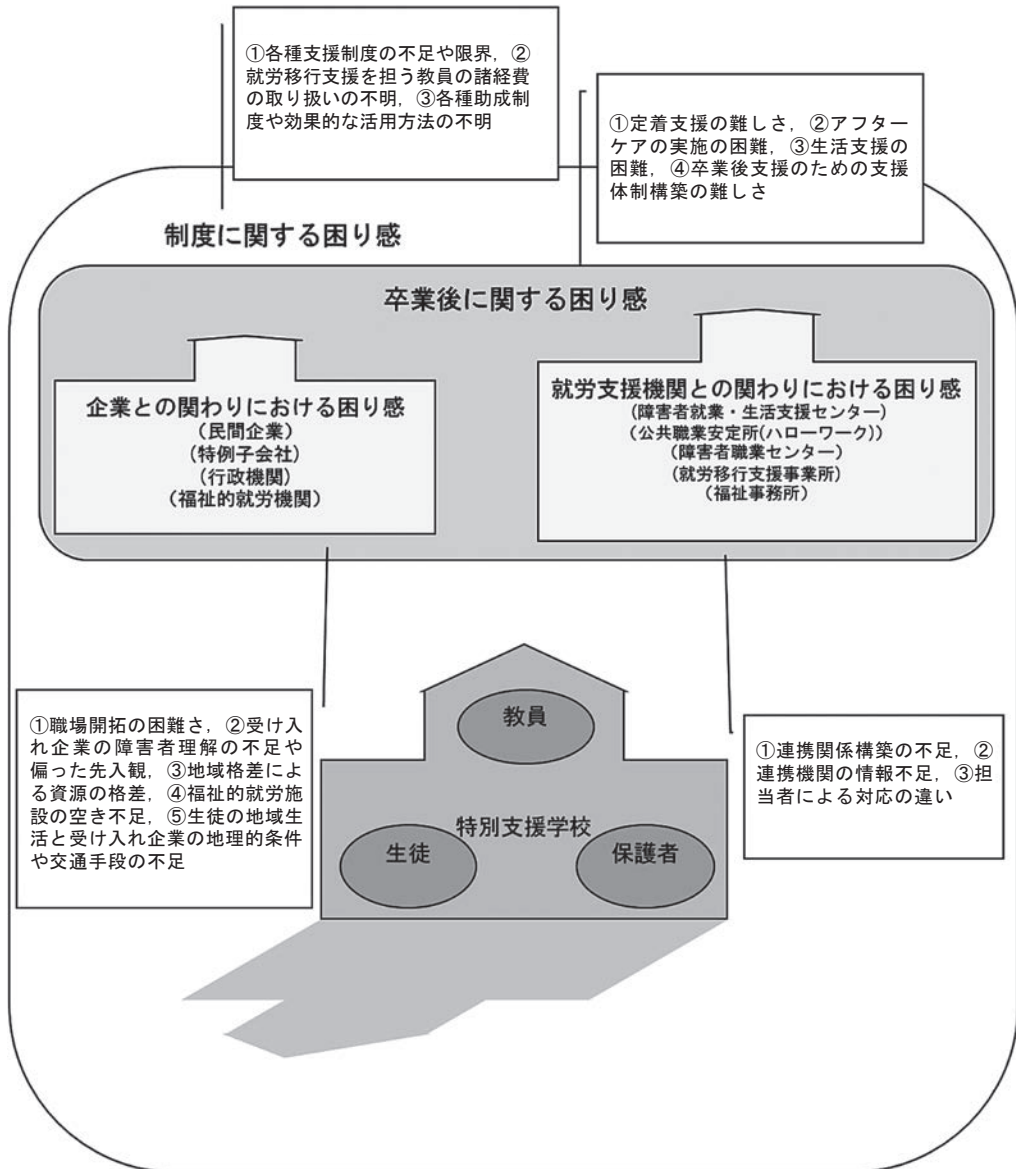 ①各種支援制度の不足や限界，②
就労移行支援を担う教員の諸経費
の取り扱いの不明，③各種助成制
度や効果的な活用方法の不明
①定着支援の難しさ，②アフター
ケアの実施の困難，③生活支援の
困難，④卒業後支援のための支援
体制構築の難しさ
制度に関する困り感
卒業後に関する困り感
企業との関わりにおける困り感
（民間企業）
（特例子会社）
（行政機関）
（福祉的就労機関）
就労支援機関との関わりにおける困り感
(障害者就業・生活支援センター)
(公共職業安定所(ハローワーク))
(障害者職業センター)
(就労移行支援事業所)
(福祉事務所)
①職場開拓の困難さ，②受け入
れ企業の障害者理解の不足や
偏った先入観，③地域格差によ
る資源の格差，④福祉的就労施
設の空き不足，⑤生徒の地域生
活と受け入れ企業の地理的条件
や交通手段の不足
①連携関係構築の不足，②
連携機関の情報不足，③担
当者による対応の違い
教員
特別支援学校
生徒
保護者